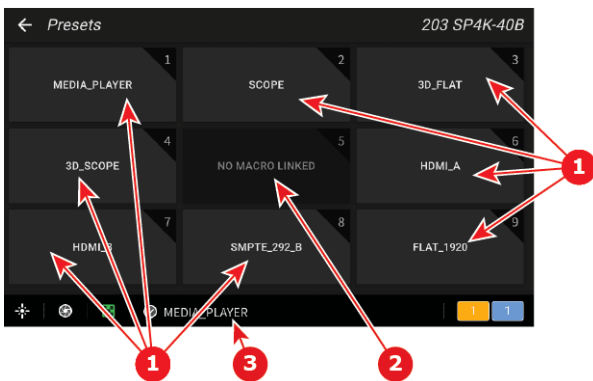 Presets
203 SP4K-40B
1
MEDIA_PLAYER
2
SCOPE
3
3D_FLAT
4
3D_SCOPE
5
NO MACRO LINKED
6
HDMI_A
7
HDMI_B
8
SMPTE_292_B
9
FLAT_1920
1
MEDIA_PLAYER
1
1
1
3
2